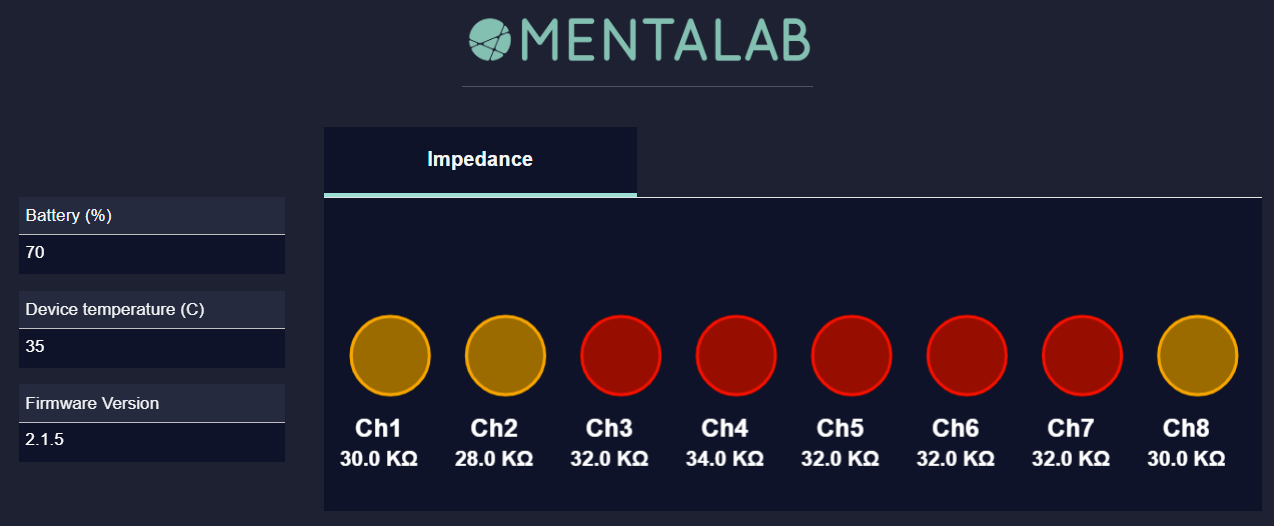 MENTALAB
Impedance
Battery (%)
70
Device temperature (C)
35
Firmware Version
2.1.5
Ch1 Ch2 Ch3 Ch4 Ch5 Ch6 Ch7 Ch8
30.0 KΩ 28.0 KΩ 32.0 KΩ 34.0 KΩ 32.0 KΩ 32.0 KΩ 32.0 KΩ 30.0 KΩ